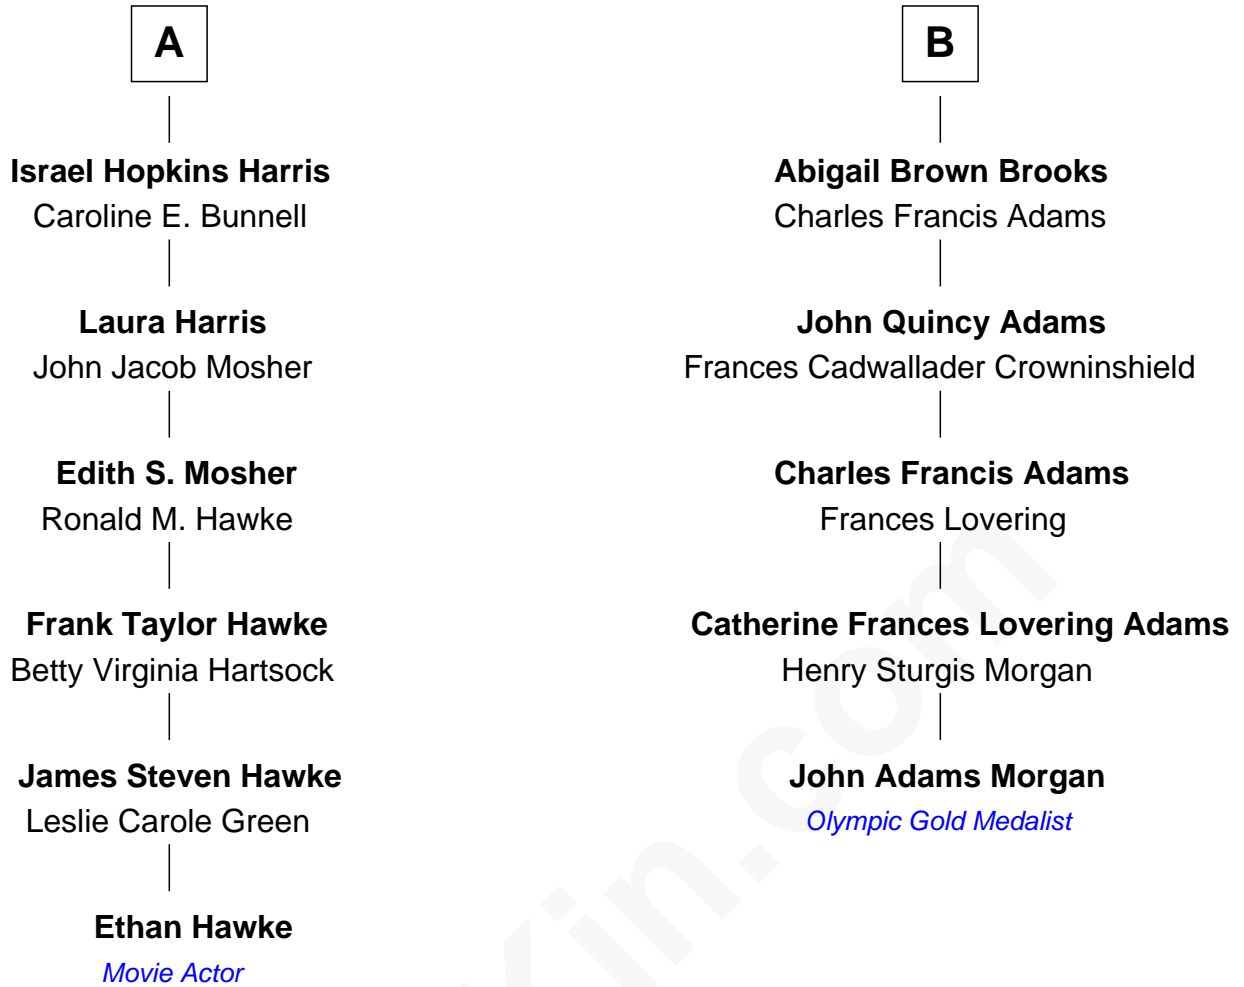 A
Israel Hopkins Harris
Caroline E. Bunnell
Laura Harris
John Jacob Mosher
Edith S. Mosher
Ronald M. Hawke
Frank Taylor Hawke
Betty Virginia Hartsock
James Steven Hawke
Leslie Carole Green
Ethan Hawke
Movie Actor
B
Abigail Brown Brooks
Charles Francis Adams
John Quincy Adams
Frances Cadwallader Crowninshield
Charles Francis Adams
Frances Lovering
Catherine Frances Lovering Adams
Henry Sturgis Morgan
John Adams Morgan
Olympic Gold Medalist
Kin.com